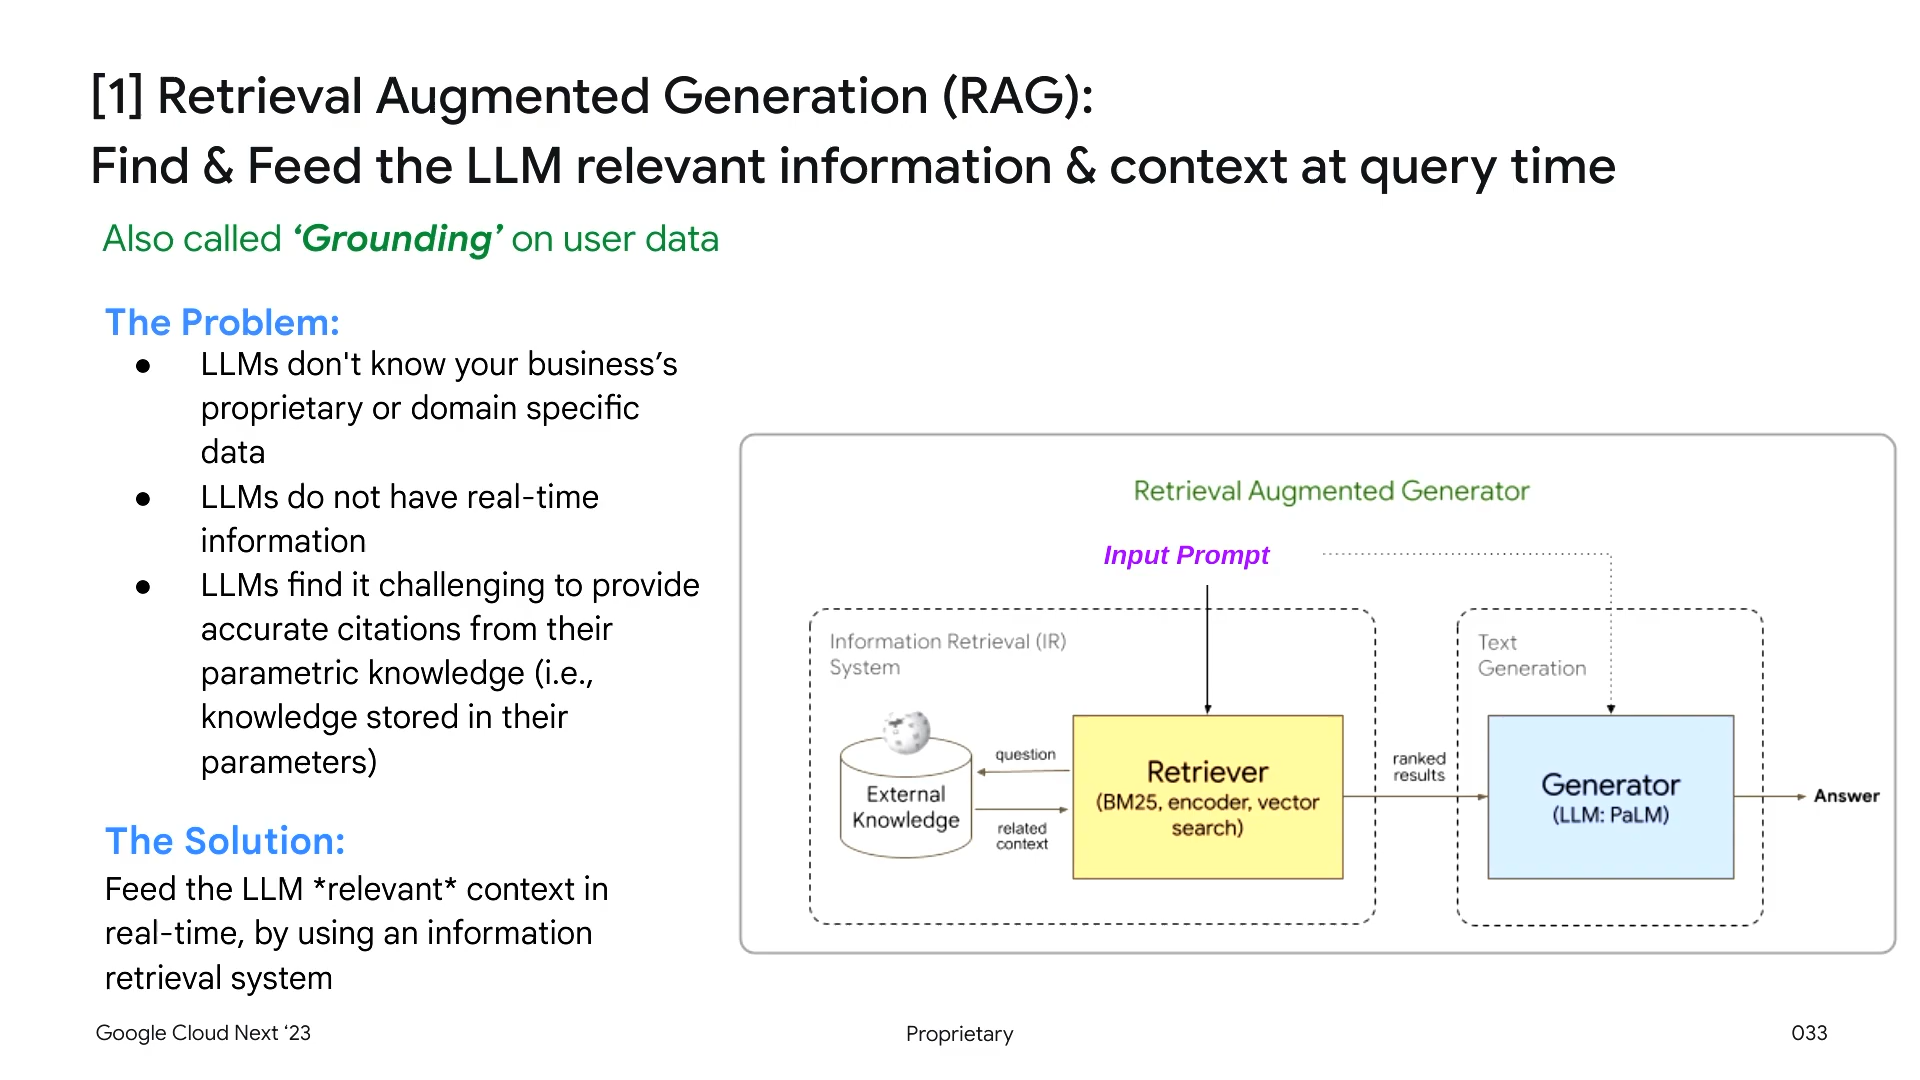 [1] Retrieval Augmented Generation (RAG):
Find & Feed the LLM relevant information & context at query time
Also called ‘Grounding’ on user data
The Problem:
● LLMs don't know your business’s
proprietary or domain specific
data
● LLMs do not have real-time
information
● LLMs find it challenging to provide
accurate citations from their
parametric knowledge (i.e.,
knowledge stored in their
parameters)
The Solution:
Feed the LLM *relevant* context in
real-time, by using an information
retrieval system
Retrieval Augmented Generator
Input Prompt
Information Retrieval (IR)
System
External
Knowledge
question
related
context
Retriever
(BM25, encoder, vector
search)
ranked
results
Text
Generation
Generator
(LLM: PaLM)
Answer
Google Cloud Next ‘23
Proprietary
033